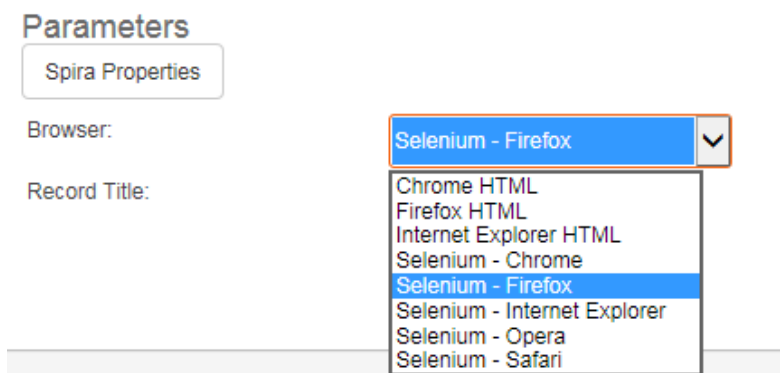 Parameters
Spira Properties
Browser:
Selenium - Firefox
Record Title:
Chrome HTML
Firefox HTML
Internet Explorer HTML
Selenium - Chrome
Selenium - Firefox
Selenium - Internet Explorer
Selenium - Opera
Selenium - Safari